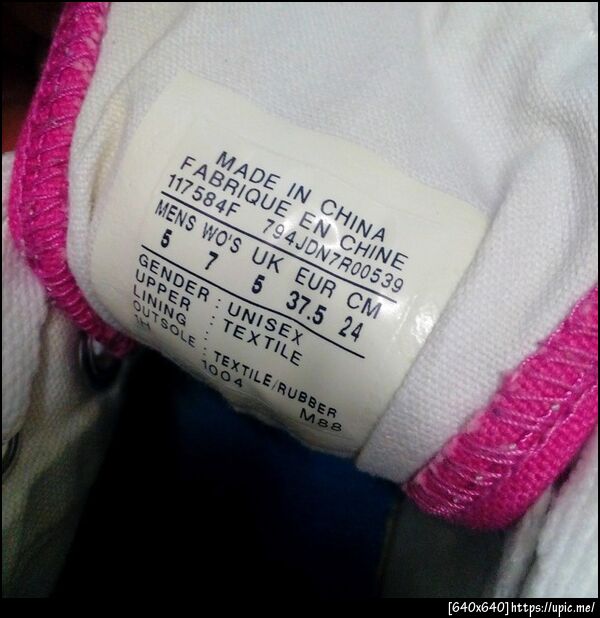 MADE IN CHINA
FABRIQUE EN CHINE
117584F 794JDN7R00539
MENS WO'S UK EUR CM
5 7 5 37.5 24
GENDER : UNISEX
UPPER : TEXTILE
LINING :
OUTSOLE : TEXTILE/RUBBER
1H 1004 M88
[640x640]https://upic.me/